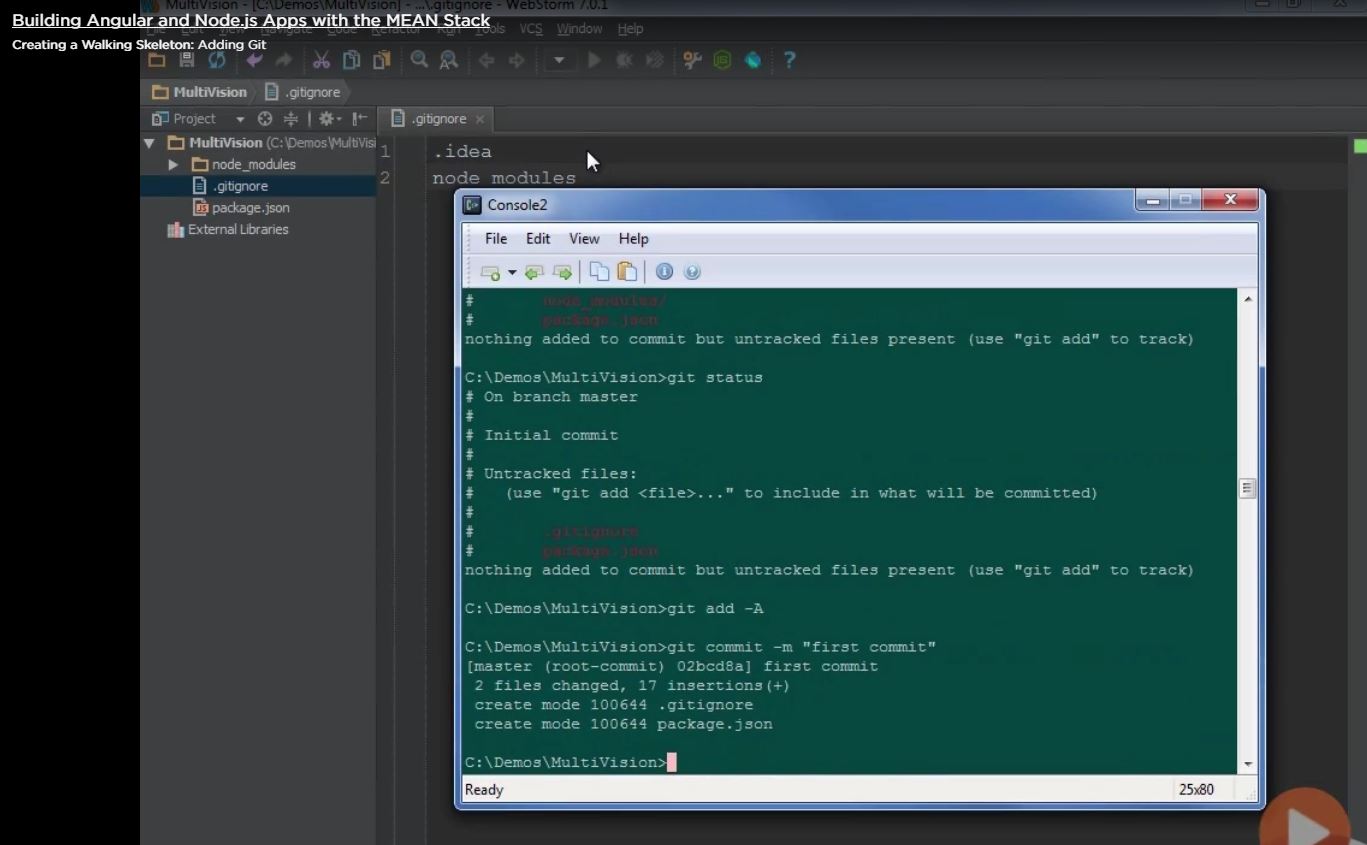 MultiVision - [C:\Demos\MultiVision] - ...\.gitignore - WebStorm 7.0.1
Building Angular and Node.js Apps with the MEAN Stack
File Edit View Navigate Code Refactor Run Tools VCS Window Help
Creating a Walking Skeleton: Adding Git
MultiVision .gitignore
Project .gitignore
MultiVision (C:\Demos\MultiVisi
node_modules
.gitignore
package.json
External Libraries
1 .idea
2 node_modules
Console2
File Edit View Help
# node_modules/
# package.json
nothing added to commit but untracked files present (use "git add" to track)
C:\Demos\MultiVision>git status
# On branch master
#
# Initial commit
#
# Untracked files:
# (use "git add <file>..." to include in what will be committed)
#
# .gitignore
# package.json
nothing added to commit but untracked files present (use "git add" to track)
C:\Demos\MultiVision>git add -A
C:\Demos\MultiVision>git commit -m "first commit"
[master (root-commit) 02bcd8a] first commit
2 files changed, 17 insertions(+)
create mode 100644 .gitignore
create mode 100644 package.json
C:\Demos\MultiVision>
Ready 25x80